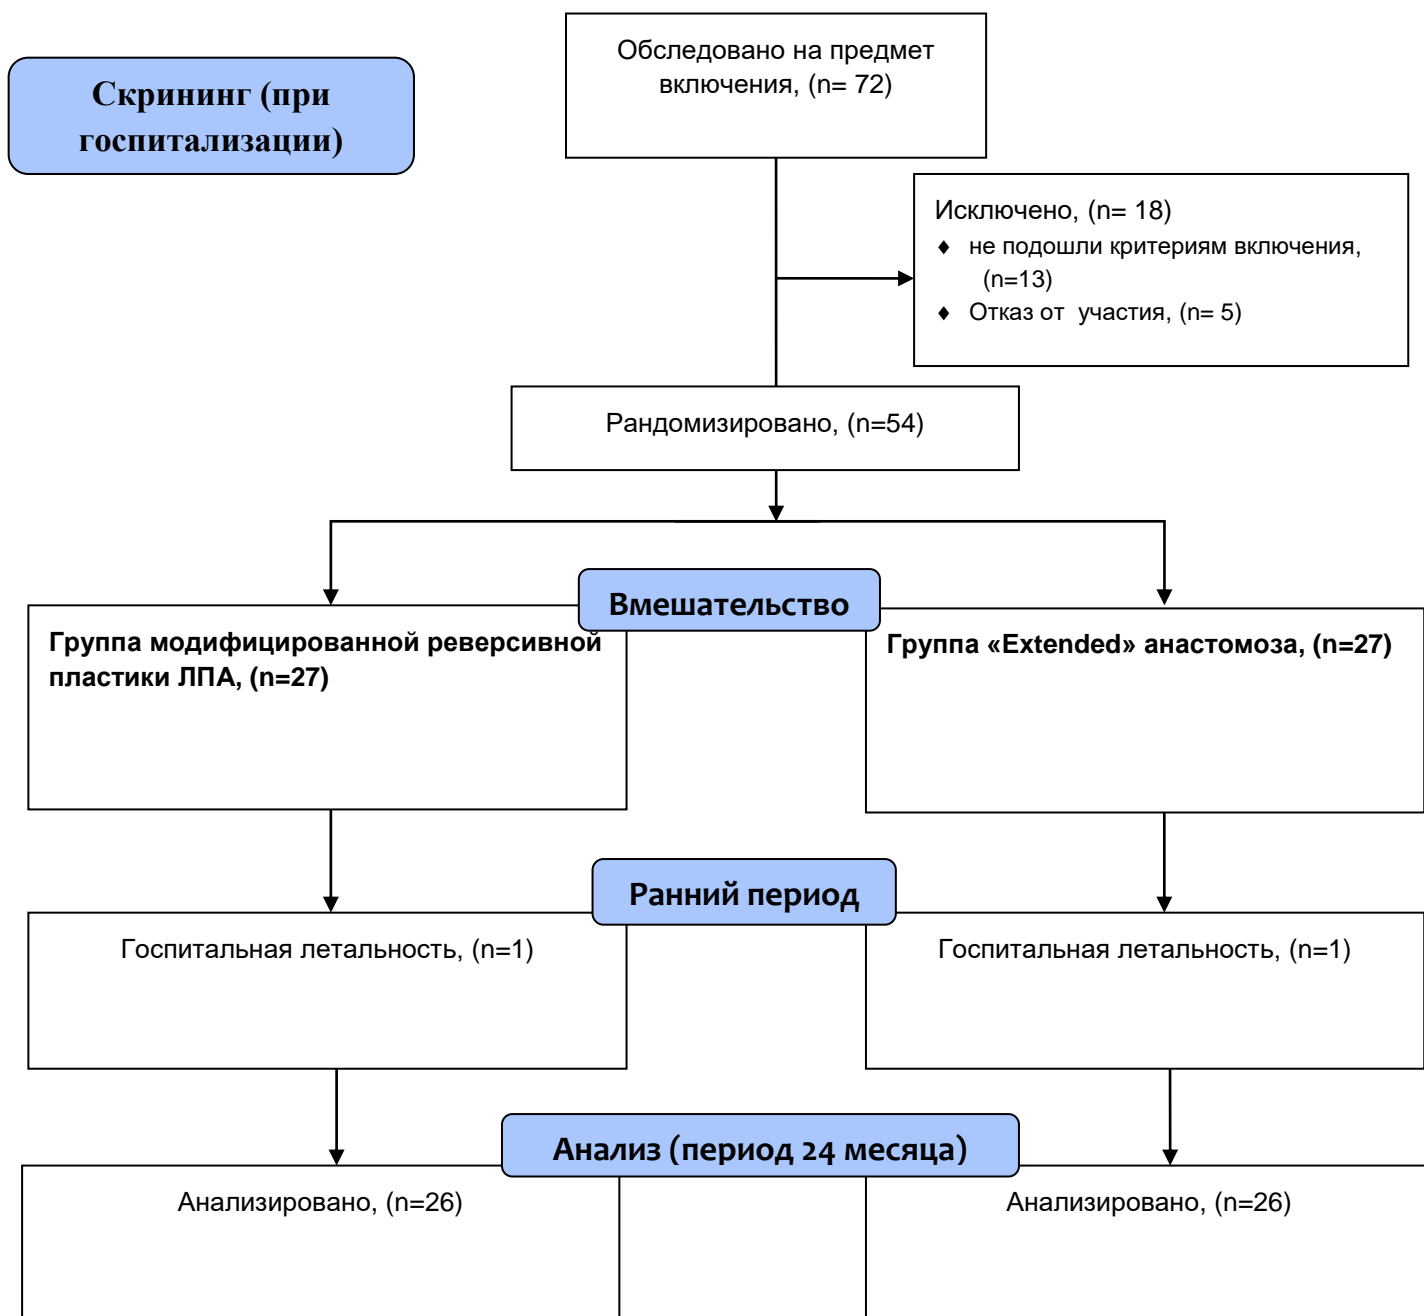 Обследовано на предмет
включения, (n= 72)
Скрининг (при
госпитализации)
Исключено, (n= 18)
♦ не подошли критериям включения,
(n=13)
♦ Отказ от участия, (n= 5)
Рандомизировано, (n=54)
Вмешательство
Группа модифицированной реверсивной
пластики ЛПА, (n=27)
Группа «Extended» анастомоза, (n=27)
Ранний период
Госпитальная летальность, (n=1)
Госпитальная летальность, (n=1)
Анализ (период 24 месяца)
Анализировано, (n=26)
Анализировано, (n=26)